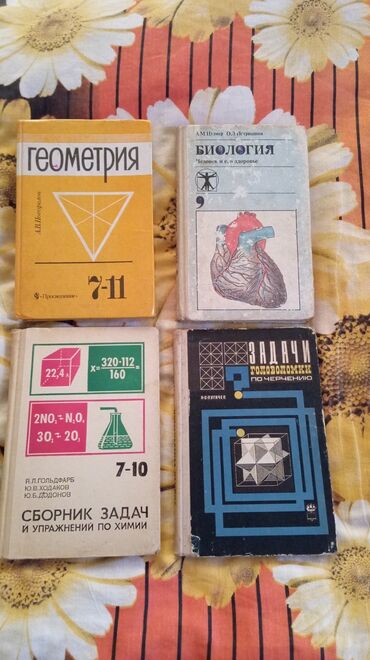 ГЕОМЕТРИЯ
А.В.Погорелов
7-11
«Просвещение»
БИОЛОГИЯ
Человек и его здоровье
9
22,4 л
X= 320·112 =
160
2NO₂=N₂O₄
3O₂=2O₃
7-10
Я.Л.ГОЛЬДФАРБ
Ю.В.ХОДАКОВ
Ю.Б.ДОДОНОВ
СБОРНИК ЗАДАЧ
И УПРАЖНЕНИЙ ПО ХИМИИ
ЗАДАЧИ
ГОЛОВОЛОМКИ
ПО ЧЕРЧЕНИЮ